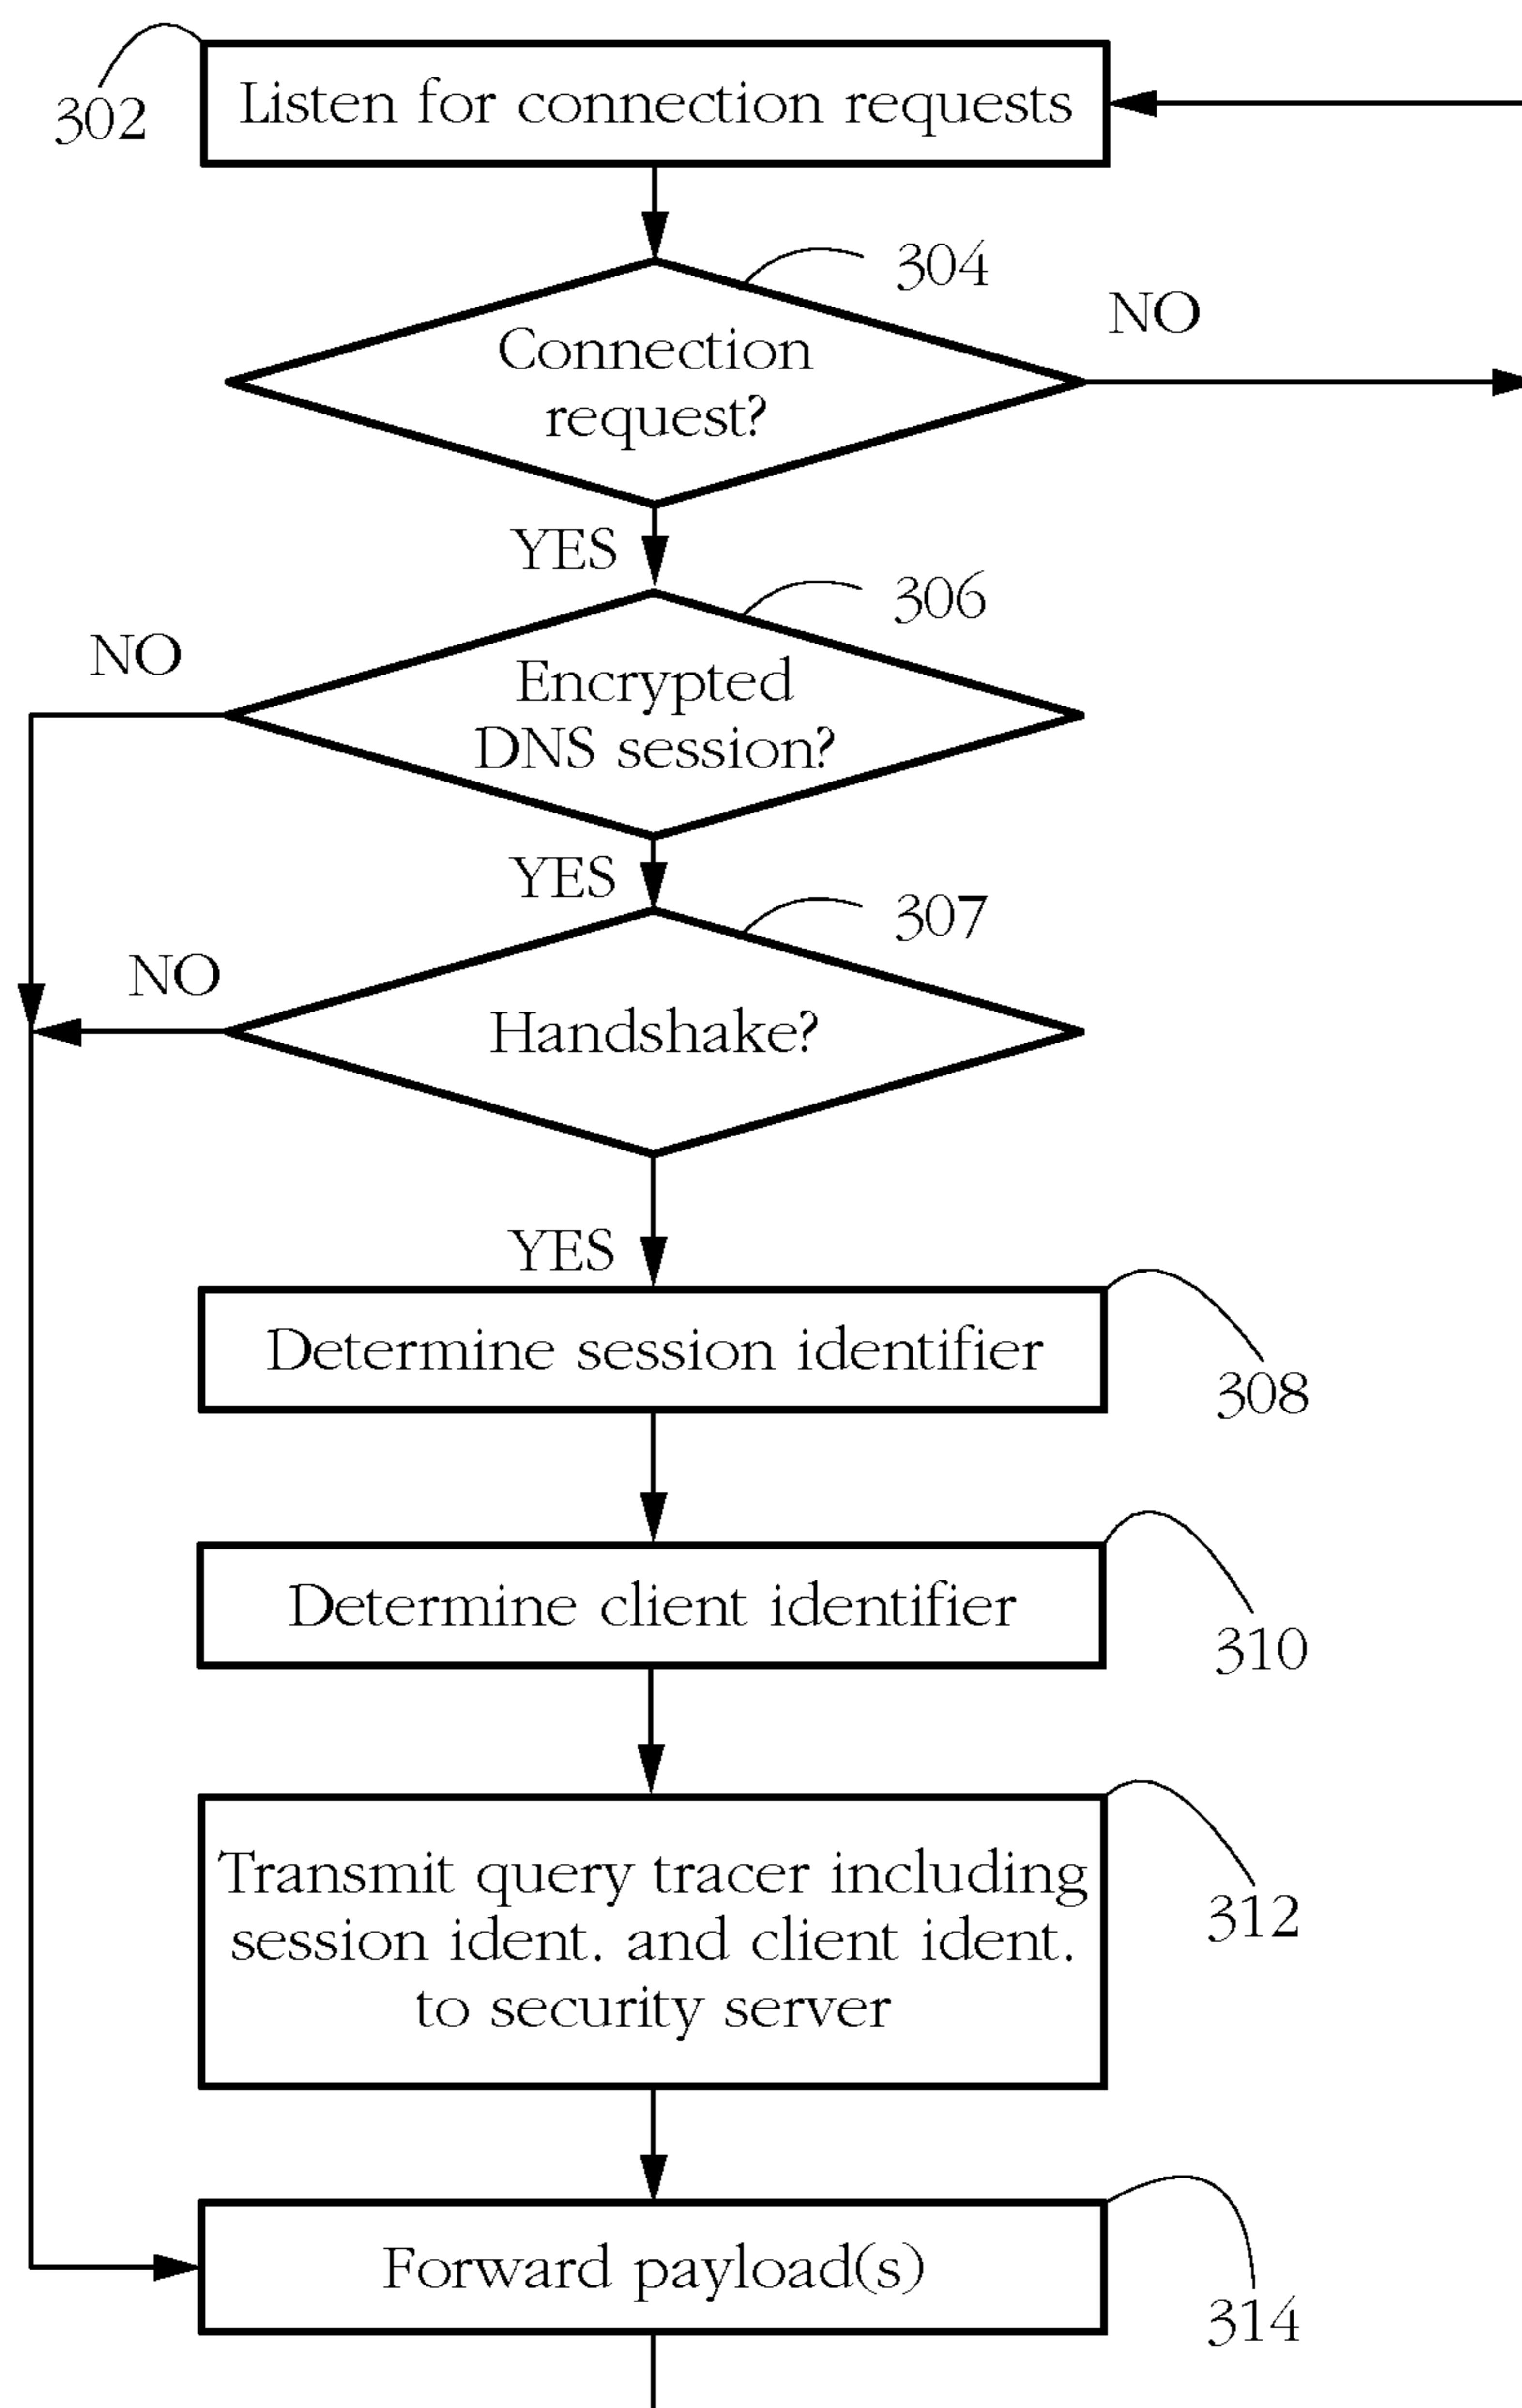 Listen for connection requests
302
304
NO
Connection
request?
YES
306
NO
Encrypted
DNS session?
YES
307
NO
Handshake?
YES
Determine session identifier
308
Determine client identifier
310
Transmit query tracer including
session ident. and client ident.
to security server
312
Forward payload(s)
314